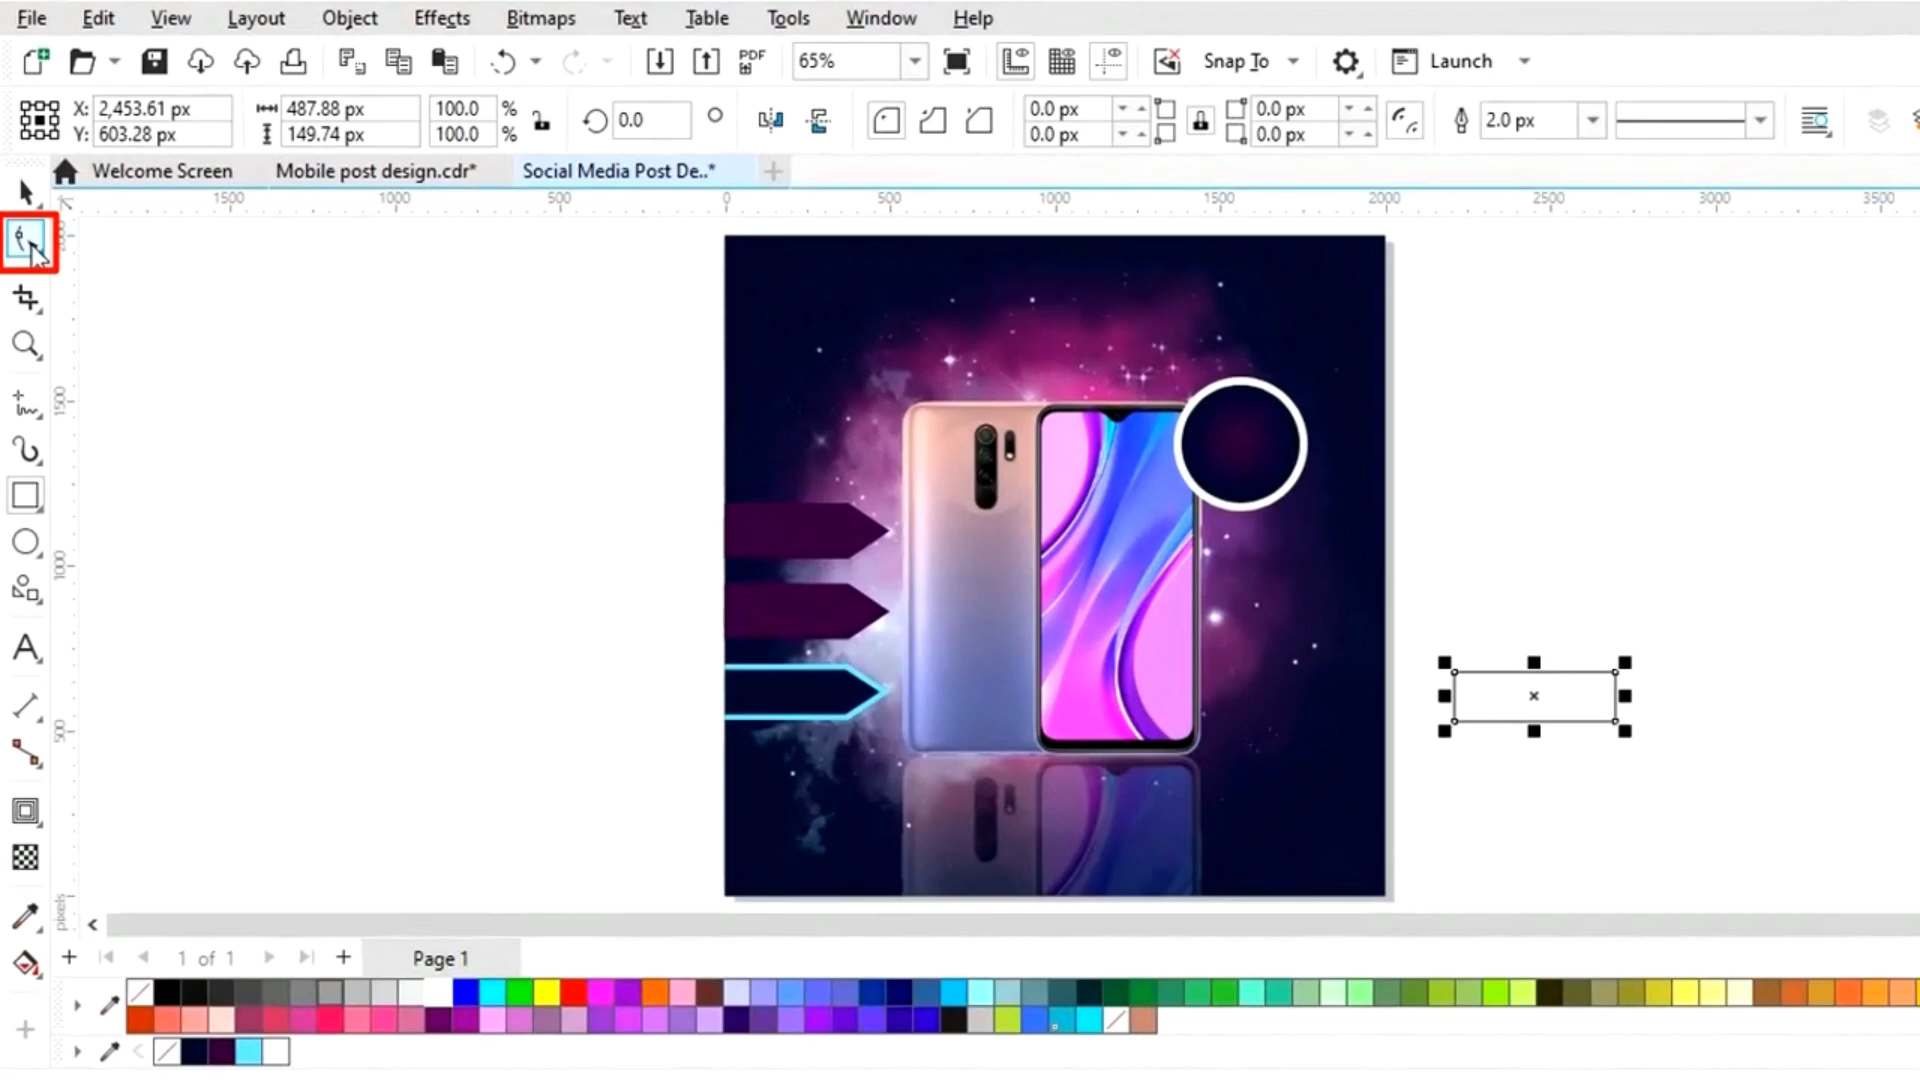 File Edit View Layout Object Effects Bitmaps Text Table Tools Window Help
PDF 65% Snap To Launch
X: 2,453.61 px 487.88 px 100.0 % 0.0 0.0 px 0.0 px 2.0 px
Y: 603.28 px 149.74 px 100.0 % 0.0 px 0.0 px
Welcome Screen Mobile post design.cdr* Social Media Post De..*
1500 1000 500 0 500 1000 1500 2000 2500 3000 3500
2000
1500
1000
500
pixels
1 of 1 Page 1